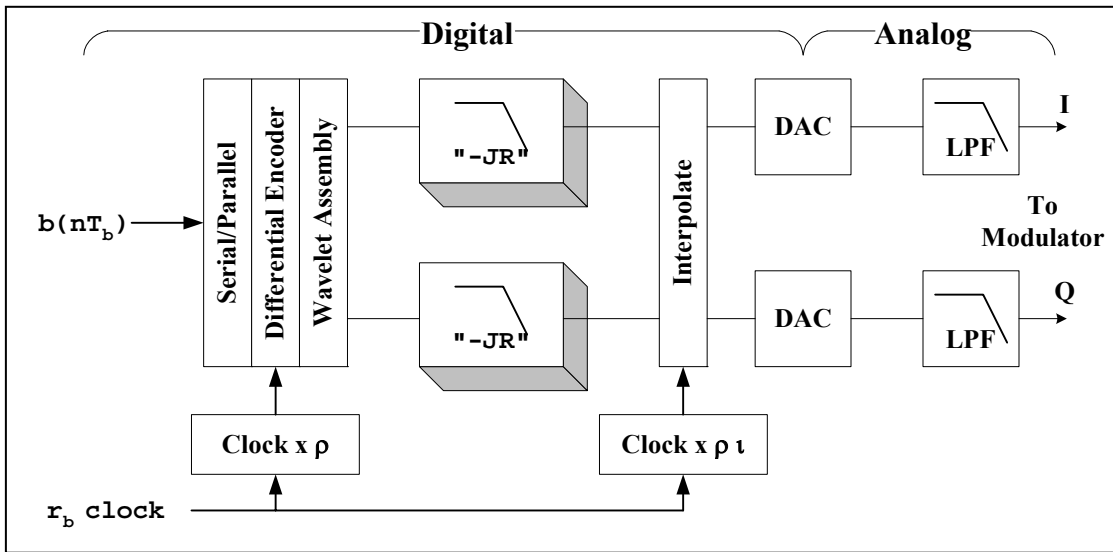 Digital
Analog
b(nT_b)
Serial/Parallel
Differential Encoder
Wavelet Assembly
"-JR"
"-JR"
Interpolate
DAC
DAC
LPF
LPF
I
Q
To
Modulator
Clock x ρ
Clock x ρ ι
r_b clock